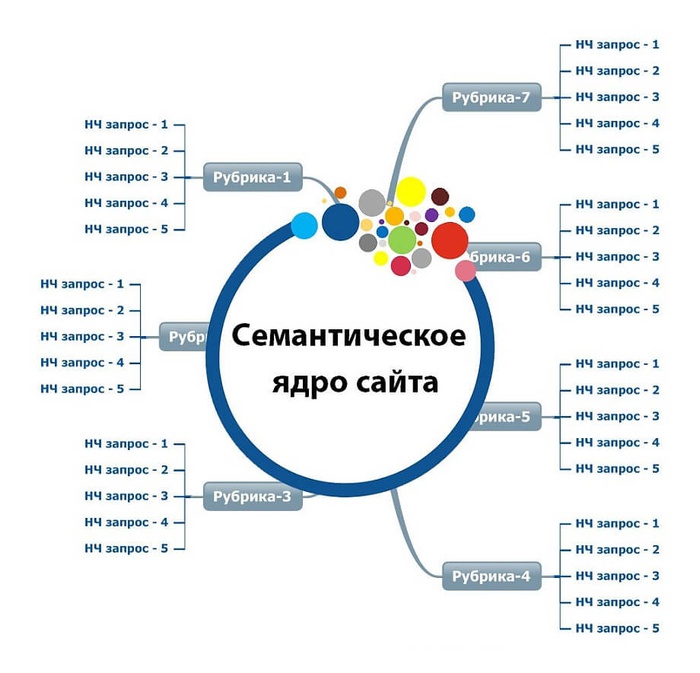 НЧ запрос - 1
НЧ запрос - 2
НЧ запрос - 3
НЧ запрос - 4
НЧ запрос - 5
Рубрика-1
НЧ запрос - 1
НЧ запрос - 2
НЧ запрос - 3
НЧ запрос - 4
НЧ запрос - 5
Рубр
НЧ запрос - 1
НЧ запрос - 2
НЧ запрос - 3
НЧ запрос - 4
НЧ запрос - 5
Рубрика-3
Семантическое
ядро сайта
Рубрика-7
НЧ запрос - 1
НЧ запрос - 2
НЧ запрос - 3
НЧ запрос - 4
НЧ запрос - 5
брика-6
НЧ запрос - 1
НЧ запрос - 2
НЧ запрос - 3
НЧ запрос - 4
НЧ запрос - 5
брика-5
НЧ запрос - 1
НЧ запрос - 2
НЧ запрос - 3
НЧ запрос - 4
НЧ запрос - 5
Рубрика-4
НЧ запрос - 1
НЧ запрос - 2
НЧ запрос - 3
НЧ запрос - 4
НЧ запрос - 5